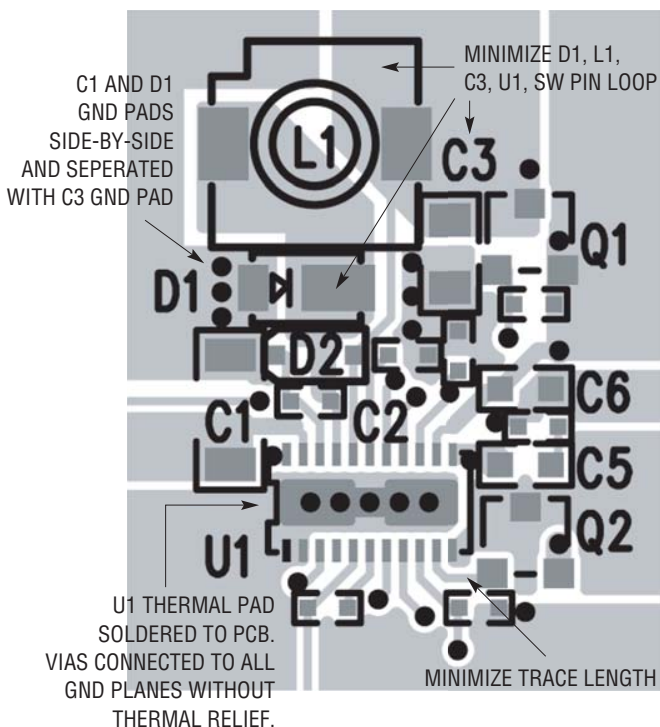 MINIMIZE D1, L1,
C3, U1, SW PIN LOOP
C1 AND D1
GND PADS
SIDE-BY-SIDE
AND SEPERATED
WITH C3 GND PAD
L1
C3
Q1
D1
D2
C6
C1
C2
C5
U1
Q2
U1 THERMAL PAD
SOLDERED TO PCB.
VIAS CONNECTED TO ALL
GND PLANES WITHOUT
THERMAL RELIEF.
MINIMIZE TRACE LENGTH